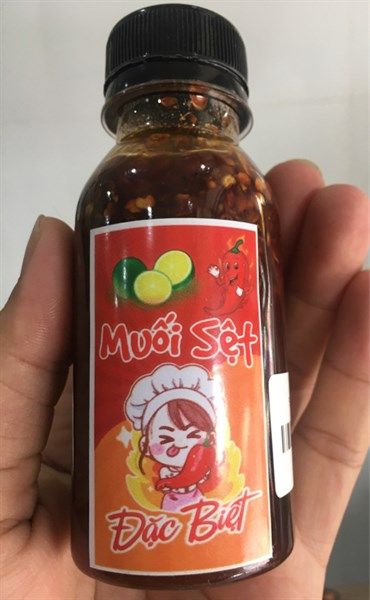 Muối Sệt
Đặc Biệt